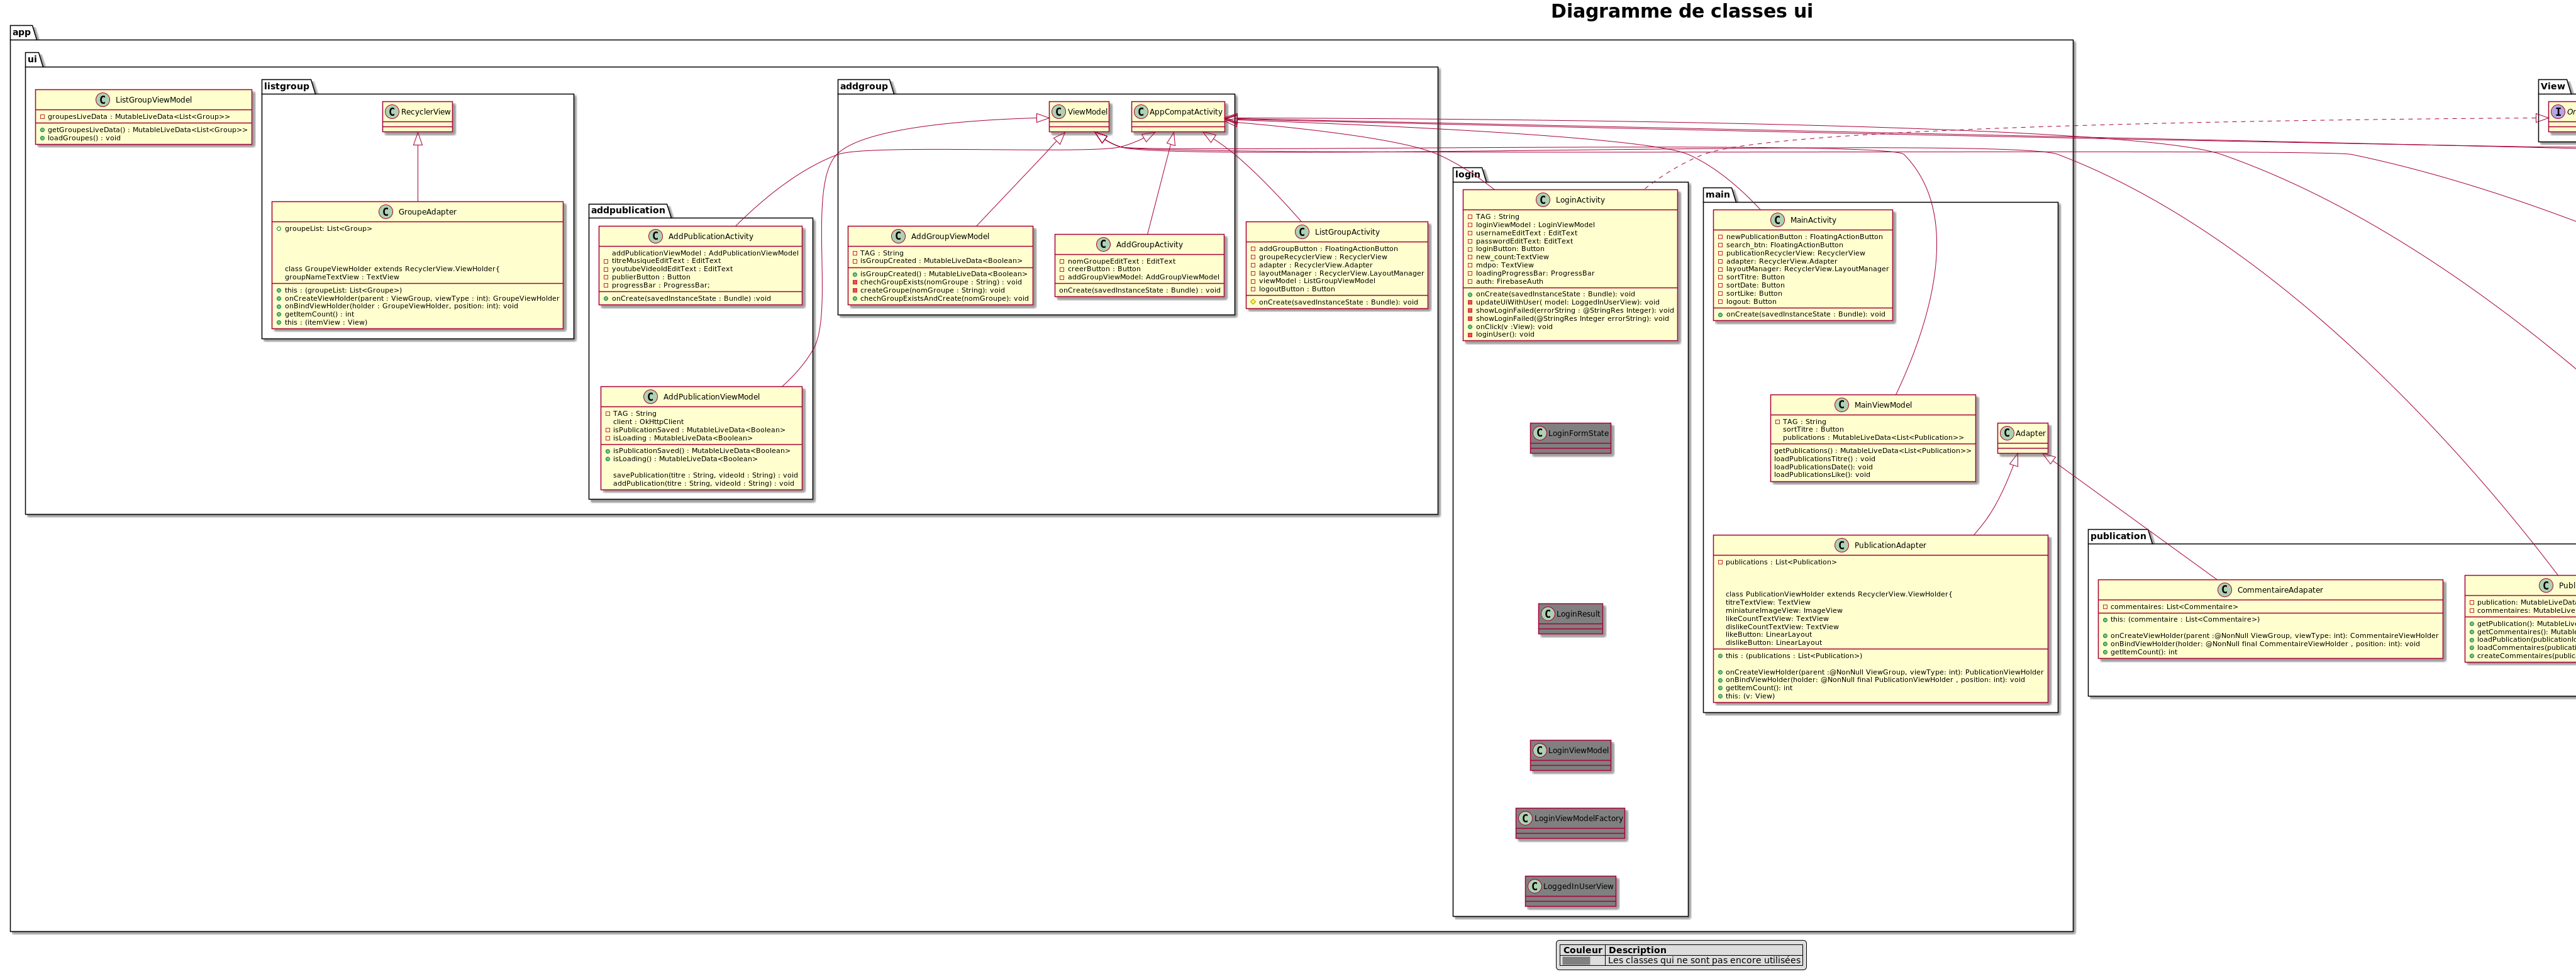 Diagramme de classes ui
app
ui
ListGroupViewModel
groupesLiveData : MutableLiveData<List<Group>>
getGroupesLiveData() : MutableLiveData<List<Group>>
loadGroupes() : void
listgroup
RecyclerView
GroupeAdapter
groupeList: List<Group>
class GroupeViewHolder extends RecyclerView.ViewHolder{
groupNameTextView : TextView
this : (groupeList: List<Groupe>)
onCreateViewHolder(parent : ViewGroup, viewType : int): GroupeViewHolder
onBindViewHolder(holder : GroupeViewHolder, position: int): void
getItemCount() : int
this : (itemView : View)
addpublication
AddPublicationActivity
addPublicationViewModel : AddPublicationViewModel
titreMusiqueEditText : EditText
youtubeVideoIdEditText : EditText
publierButton : Button
progressBar : ProgressBar;
onCreate(savedInstanceState : Bundle) :void
AddPublicationViewModel
TAG : String
client : OkHttpClient
isPublicationSaved : MutableLiveData<Boolean>
isLoading : MutableLiveData<Boolean>
isPublicationSaved() : MutableLiveData<Boolean>
isLoading() : MutableLiveData<Boolean>
savePublication(titre : String, videoId : String) : void
addPublication(titre : String, videoId : String) : void
addgroup
ViewModel
AppCompatActivity
AddGroupViewModel
TAG : String
isGroupCreated : MutableLiveData<Boolean>
isGroupCreated() : MutableLiveData<Boolean>
chechGroupExists(nomGroupe : String) : void
createGroupe(nomGroupe : String): void
chechGroupExistsAndCreate(nomGroupe): void
AddGroupActivity
nomGroupeEditText : EditText
creerButton : Button
addGroupViewModel: AddGroupViewModel
onCreate(savedInstanceState : Bundle) : void
ListGroupActivity
addGroupButton : FloatingActionButton
groupeRecyclerView : RecyclerView
adapter : RecyclerView.Adapter
layoutManager : RecyclerView.LayoutManager
viewModel : ListGroupViewModel
logoutButton : Button
onCreate(savedInstanceState : Bundle): void
login
LoginActivity
TAG : String
loginViewModel : LoginViewModel
usernameEditText : EditText
passwordEditText: EditText
loginButton: Button
new_count:TextView
mdpo: TextView
loadingProgressBar: ProgressBar
auth: FirebaseAuth
onCreate(savedInstanceState : Bundle): void
updateUiWithUser( model: LoggedInUserView): void
showLoginFailed(errorString : @StringRes Integer): void
showLoginFailed(@StringRes Integer errorString): void
onClick(v :View): void
loginUser(): void
LoginFormState
LoginResult
LoginViewModel
LoginViewModelFactory
LoggedInUserView
main
MainActivity
newPublicationButton : FloatingActionButton
search_btn: FloatingActionButton
publicationRecyclerView: RecyclerView
adapter: RecyclerView.Adapter
layoutManager: RecyclerView.LayoutManager
sortTitre: Button
sortDate: Button
sortLike: Button
logout: Button
onCreate(savedInstanceState : Bundle): void
MainViewModel
TAG : String
sortTitre : Button
publications : MutableLiveData<List<Publication>>
getPublications() : MutableLiveData<List<Publication>>
loadPublicationsTitre() : void
loadPublicationsDate(): void
loadPublicationsLike(): void
Adapter
PublicationAdapter
publications : List<Publication>
class PublicationViewHolder extends RecyclerView.ViewHolder{
titreTextView: TextView
miniatureImageView: ImageView
likeCountTextView: TextView
dislikeCountTextView: TextView
likeButton: LinearLayout
dislikeButton: LinearLayout
this : (publications : List<Publication>)
onCreateViewHolder(parent :@NonNull ViewGroup, viewType: int): PublicationViewHolder
onBindViewHolder(holder: @NonNull final PublicationViewHolder , position: int): void
getItemCount(): int
this: (v: View)
publication
CommentaireAdapater
commentaires: List<Commentaire>
this: (commentaire : List<Commentaire>)
onCreateViewHolder(parent :@NonNull ViewGroup, viewType: int): CommentaireViewHolder
onBindViewHolder(holder: @NonNull final CommentaireViewHolder , position: int): void
getItemCount(): int
Publ
publication: MutableLiveData
commentaires: MutableLive
getPublication(): MutableLive
getCommentaires(): Mutable
loadPublication(publicationId
loadCommentaires(publicati
createCommentaires(public
View
Or
Couleur Description
Les classes qui ne sont pas encore utilisées